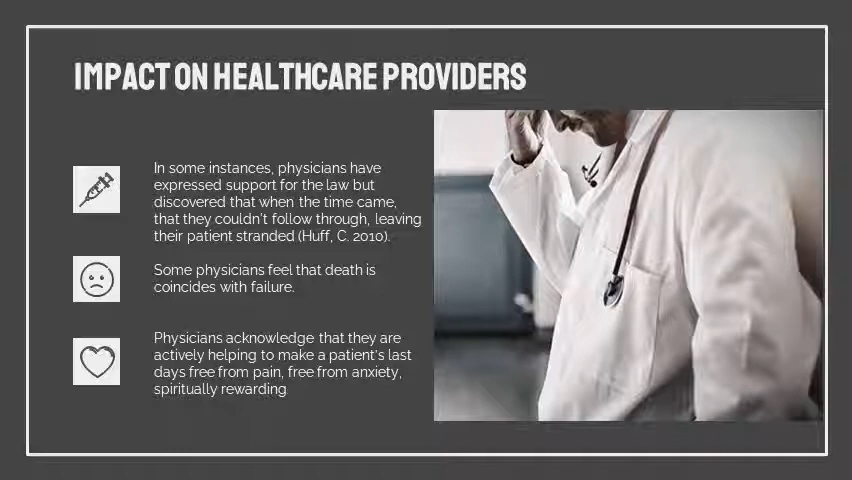 IMPACT ON HEALTHCARE PROVIDERS
In some instances, physicians have
expressed support for the law but
discovered that when the time came,
that they couldn't follow through, leaving
their patient stranded (Huff, C. 2010).
Some physicians feel that death is
coincides with failure.
Physicians acknowledge that they are
actively helping to make a patient's last
days free from pain, free from anxiety,
spiritually rewarding.